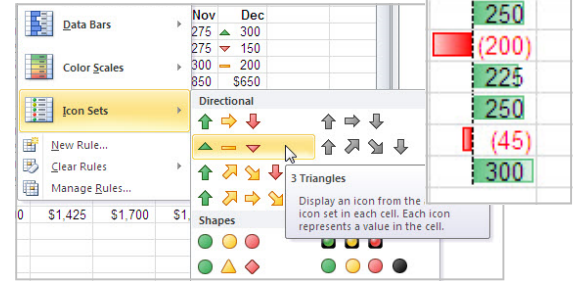 Nov Dec
Data Bars
275 300
275 150
Color Scales
300 200
850 $650
Icon Sets
Directional
New Rule...
Clear Rules
3 Triangles
Manage Rules...
Display an icon from the
icon set in each cell. Each icon
represents a value in the cell.
0 $1,425 $1,700 $1,
Shapes
250
(200)
225
250
(45)
300